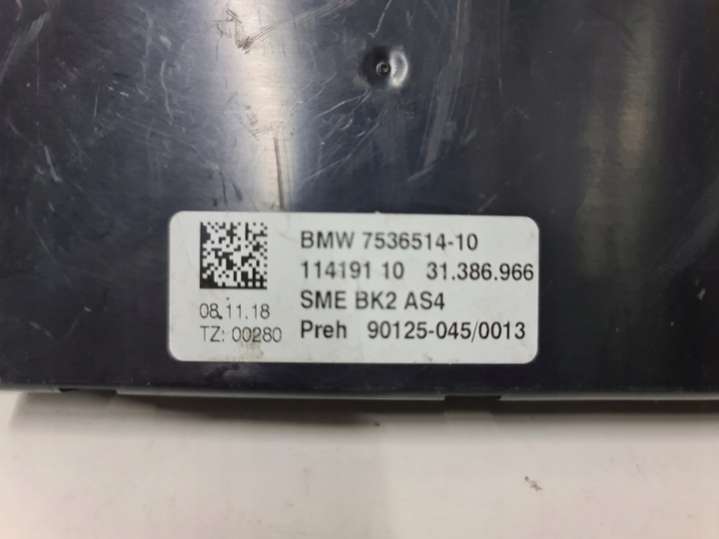 BMW 7536514-10
114191 10 31.386.966
SME BK2 AS4
Preh 90125-045/0013
08.11.18
TZ: 00280